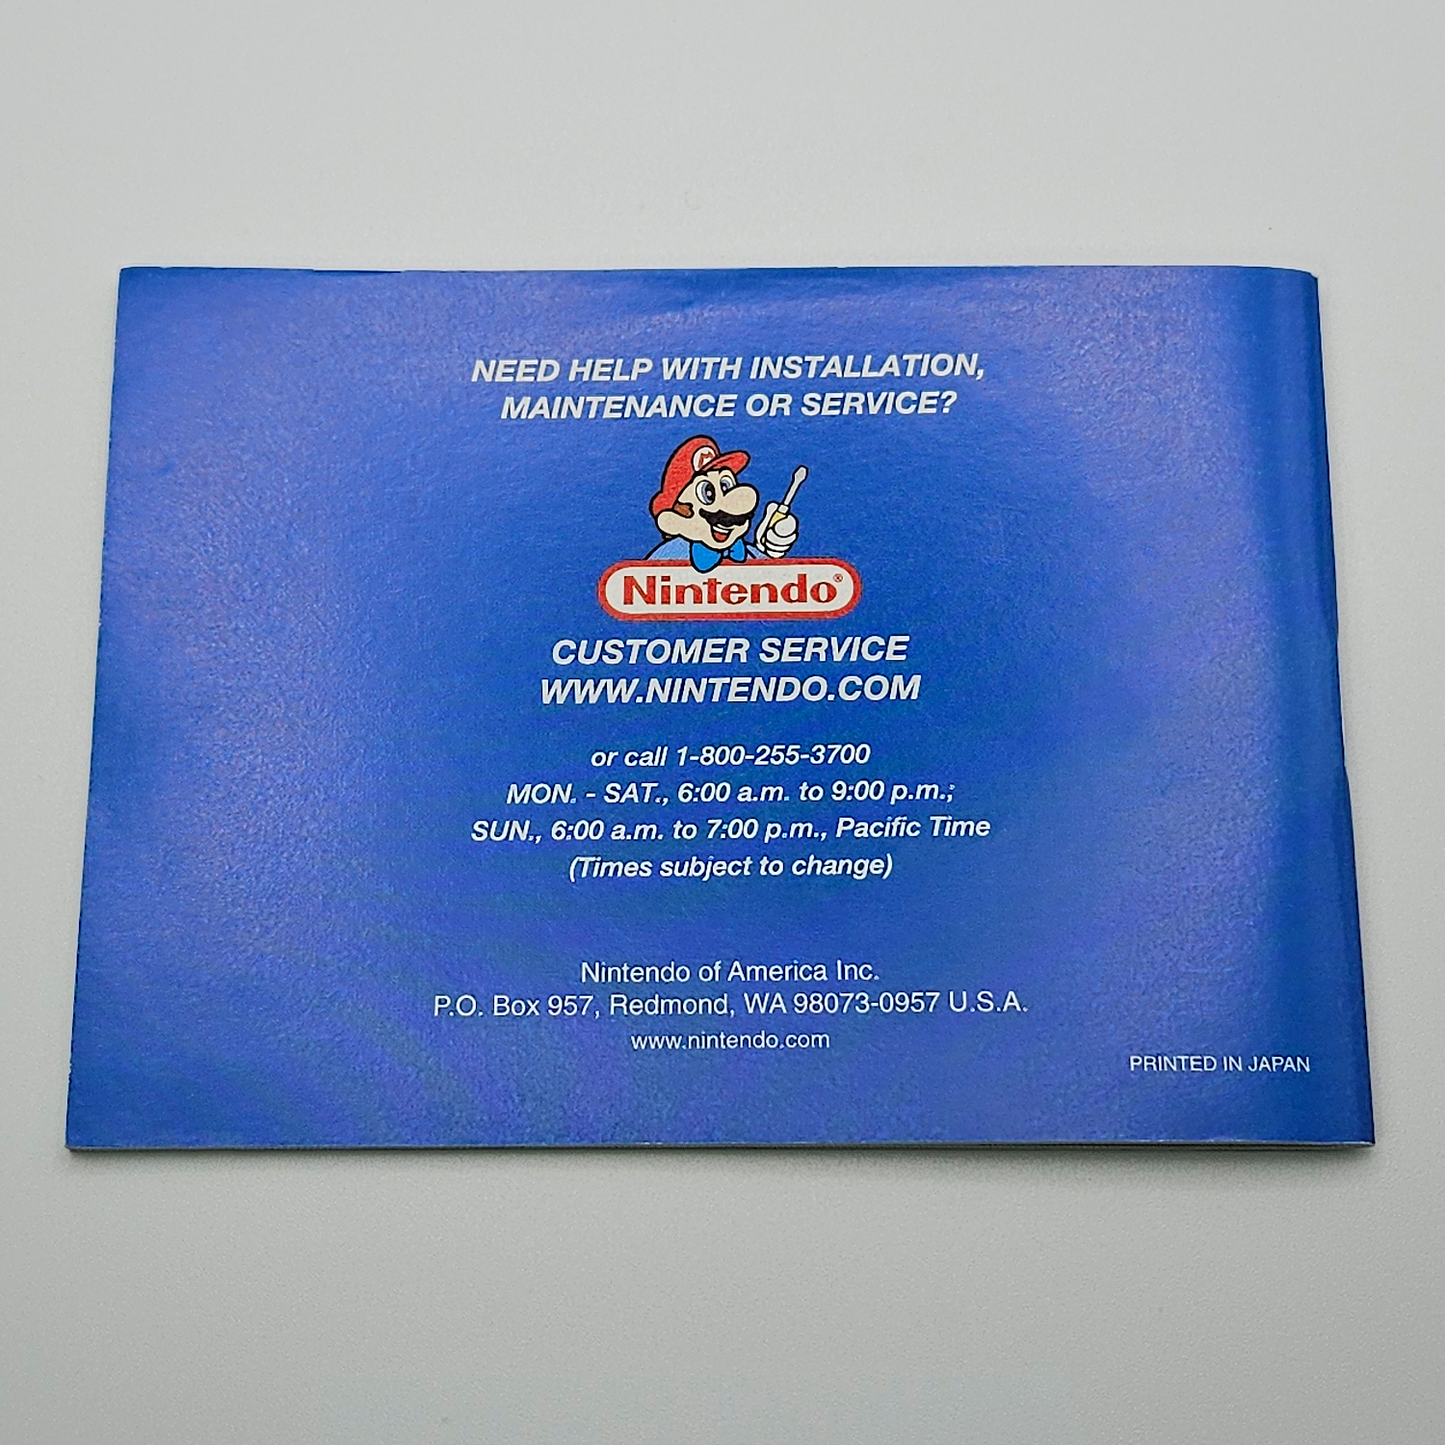 NEED HELP WITH INSTALLATION,
MAINTENANCE OR SERVICE?
M
Nintendo®
CUSTOMER SERVICE
WWW.NINTENDO.COM
or call 1-800-255-3700
MON. - SAT., 6:00 a.m. to 9:00 p.m.;
SUN., 6:00 a.m. to 7:00 p.m., Pacific Time
(Times subject to change)
Nintendo of America Inc.
P.O. Box 957, Redmond, WA 98073-0957 U.S.A.
www.nintendo.com
PRINTED IN JAPAN